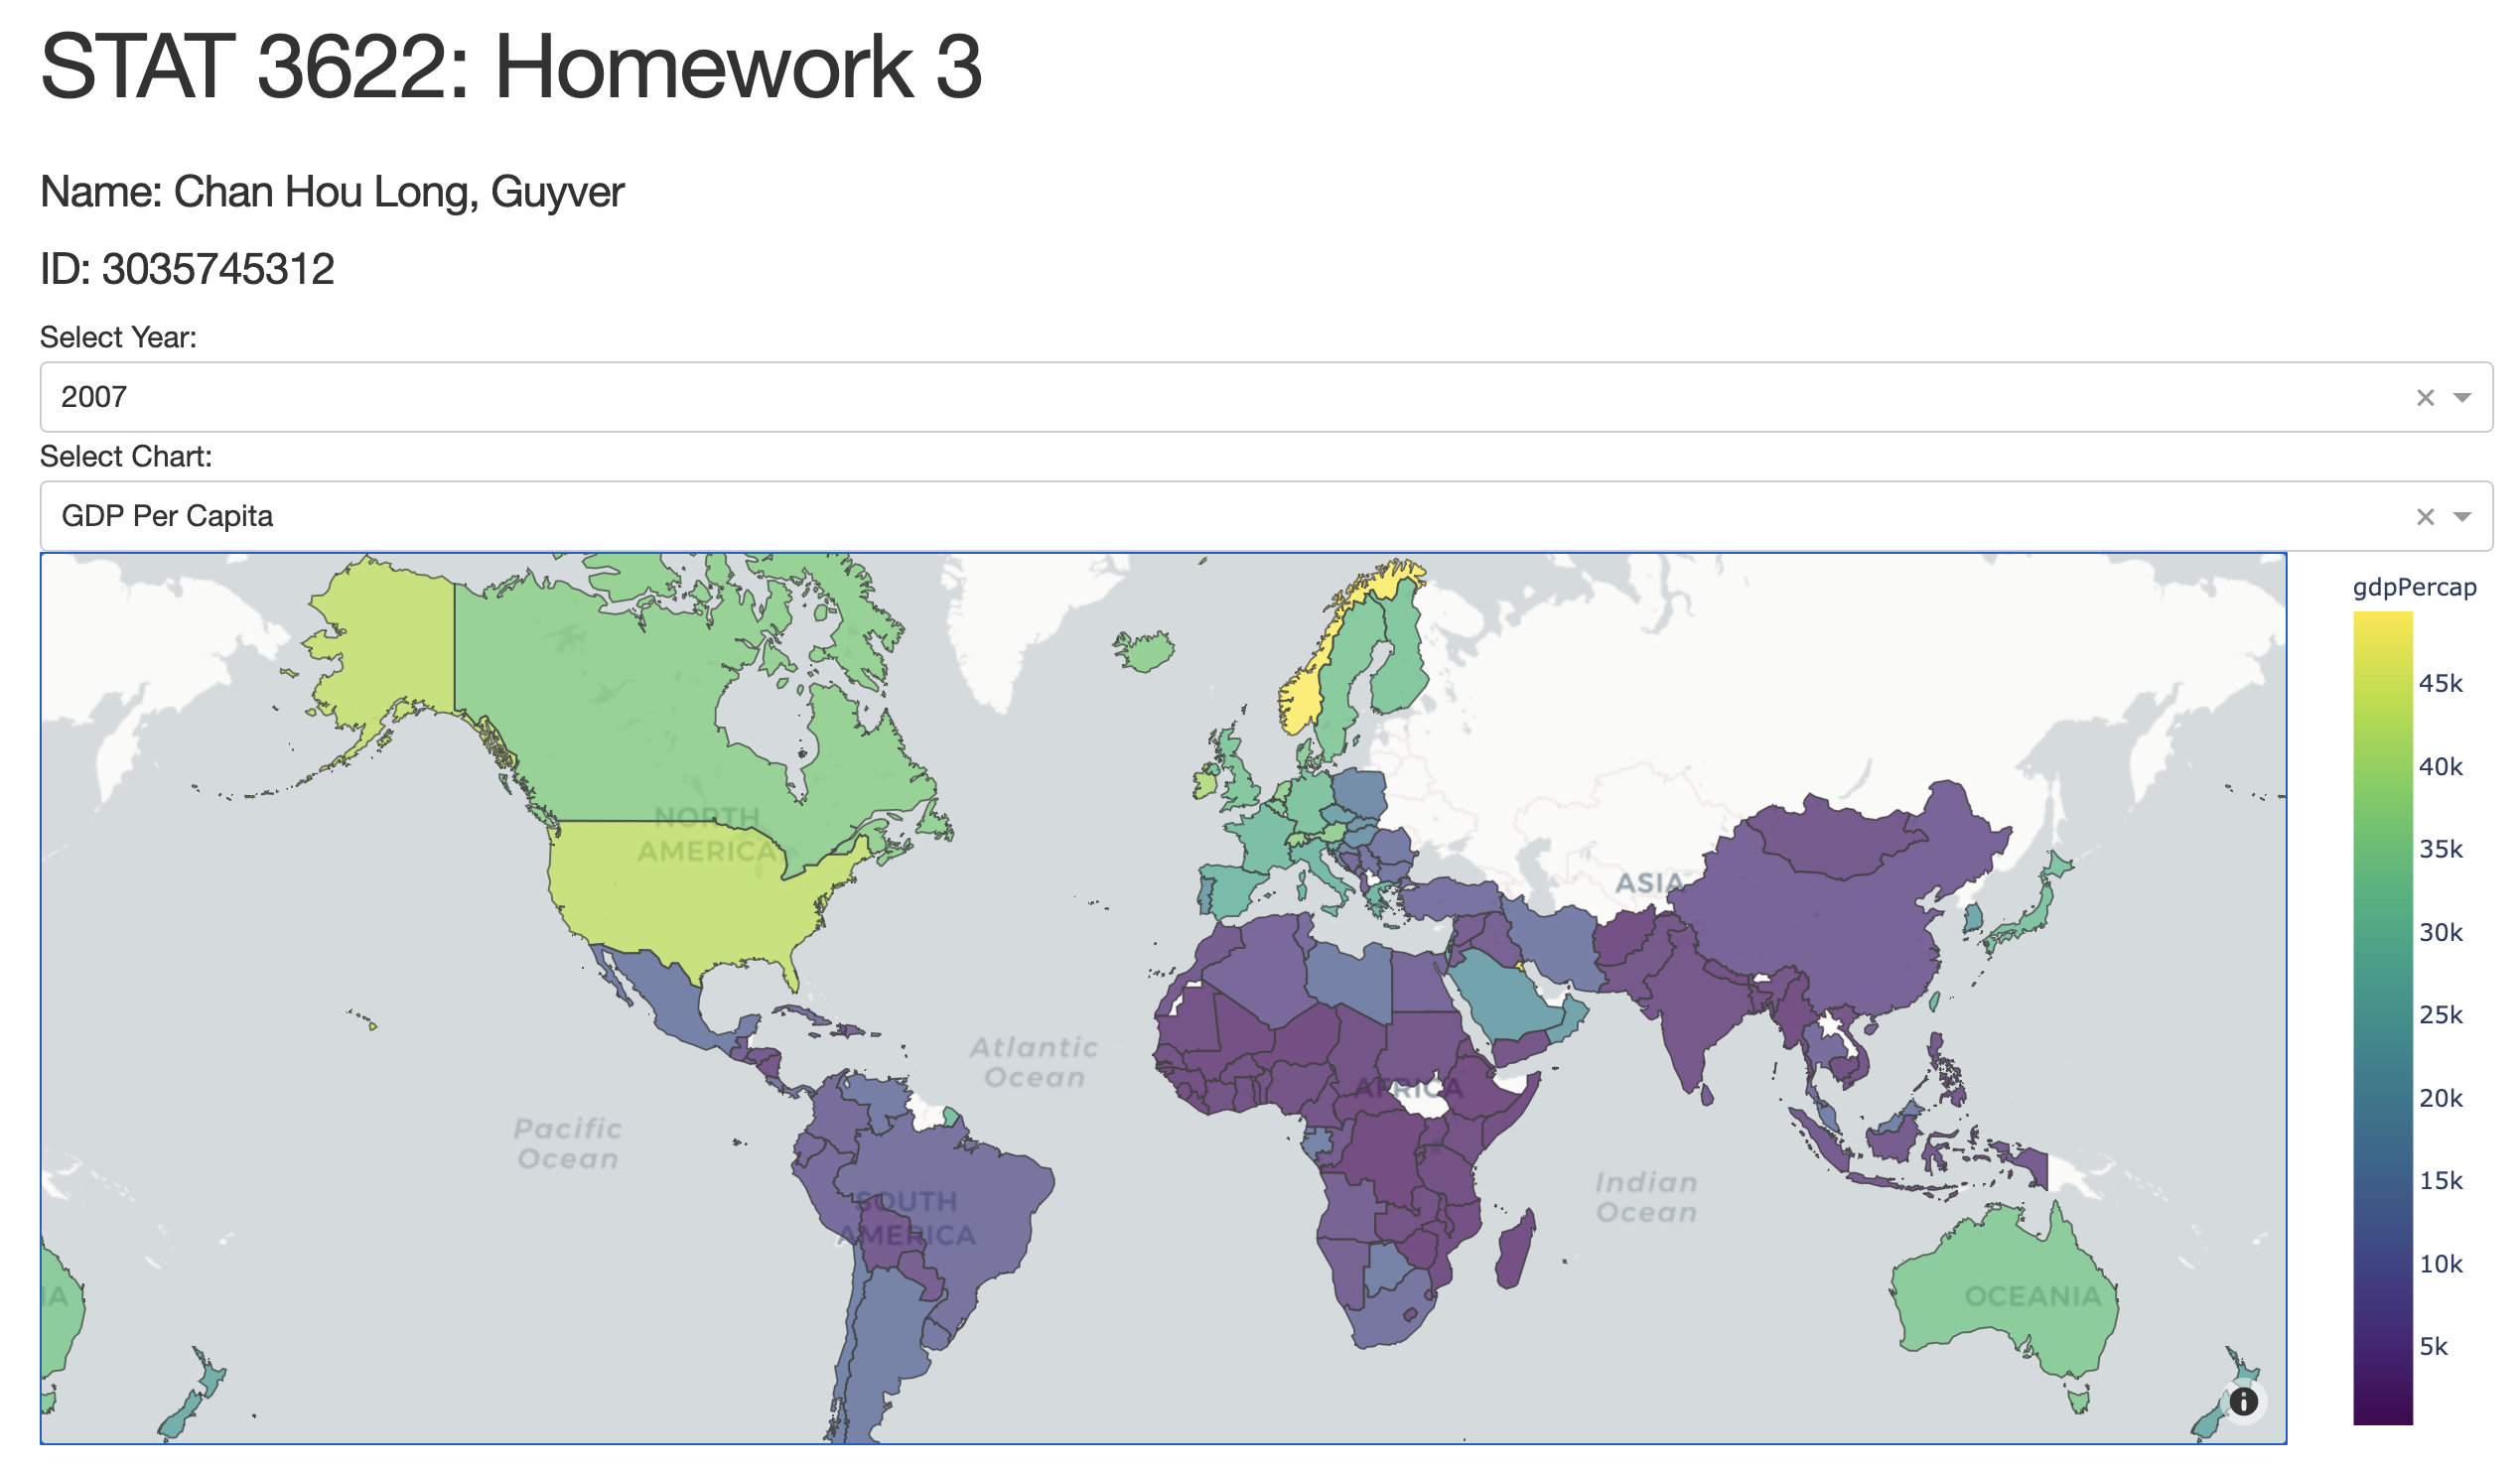 STAT 3622: Homework 3
Name: Chan Hou Long, Guyver
ID: 3035745312
Select Year:
2007
Select Chart:
GDP Per Capita
gdpPercap
45k
40k
35k
30k
25k
20k
15k
10k
5k
NORTH
AMERICA
ASIA
Atlantic
Ocean
AFRICA
Pacific
Ocean
SOUTH
AMERICA
Indian
Ocean
IA
OCEANIA